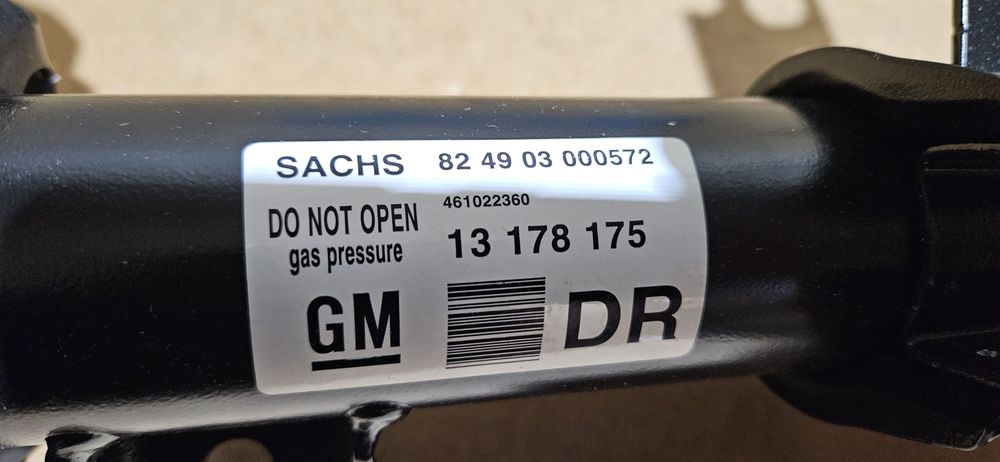 SACHS 82 49 03 000572
461022360
DO NOT OPEN
gas pressure
13 178 175
GM
DR